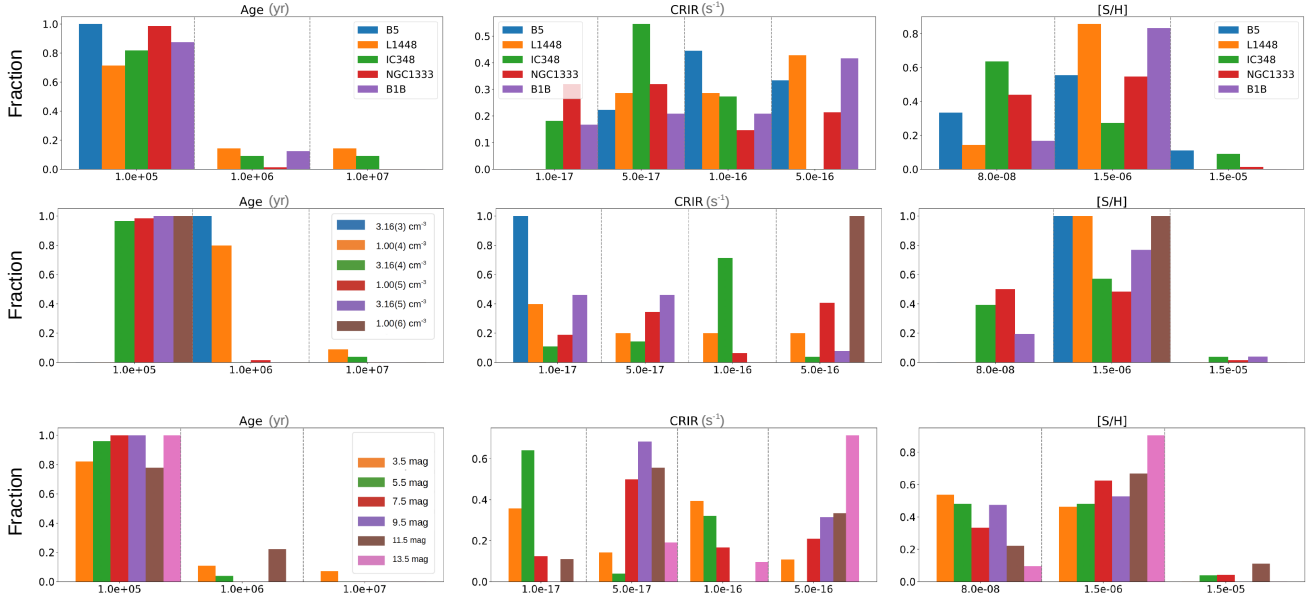 Age (yr)
Fraction
1.0
0.8
0.6
0.4
0.2
0.0
1.0e+05
1.0e+06
1.0e+07
B5
L1448
IC348
NGC1333
B1B
CRIR (s⁻¹)
0.5
0.4
0.3
0.2
0.1
0.0
1.0e-17
5.0e-17
1.0e-16
5.0e-16
B5
L1448
IC348
NGC1333
B1B
[S/H]
0.8
0.6
0.4
0.2
0.0
8.0e-08
1.5e-06
1.5e-05
B5
L1448
IC348
NGC1333
B1B
Age (yr)
Fraction
1.0
0.8
0.6
0.4
0.2
0.0
1.0e+05
1.0e+06
1.0e+07
3.16(3) cm⁻³
1.00(4) cm⁻³
3.16(4) cm⁻³
1.00(5) cm⁻³
3.16(5) cm⁻³
1.00(6) cm⁻³
CRIR (s⁻¹)
1.0
0.8
0.6
0.4
0.2
0.0
1.0e-17
5.0e-17
1.0e-16
5.0e-16
[S/H]
1.0
0.8
0.6
0.4
0.2
0.0
8.0e-08
1.5e-06
1.5e-05
Age (yr)
Fraction
1.0
0.8
0.6
0.4
0.2
0.0
1.0e+05
1.0e+06
1.0e+07
3.5 mag
5.5 mag
7.5 mag
9.5 mag
11.5 mag
13.5 mag
CRIR (s⁻¹)
0.6
0.4
0.2
0.0
1.0e-17
5.0e-17
1.0e-16
5.0e-16
[S/H]
0.8
0.6
0.4
0.2
0.0
8.0e-08
1.5e-06
1.5e-05